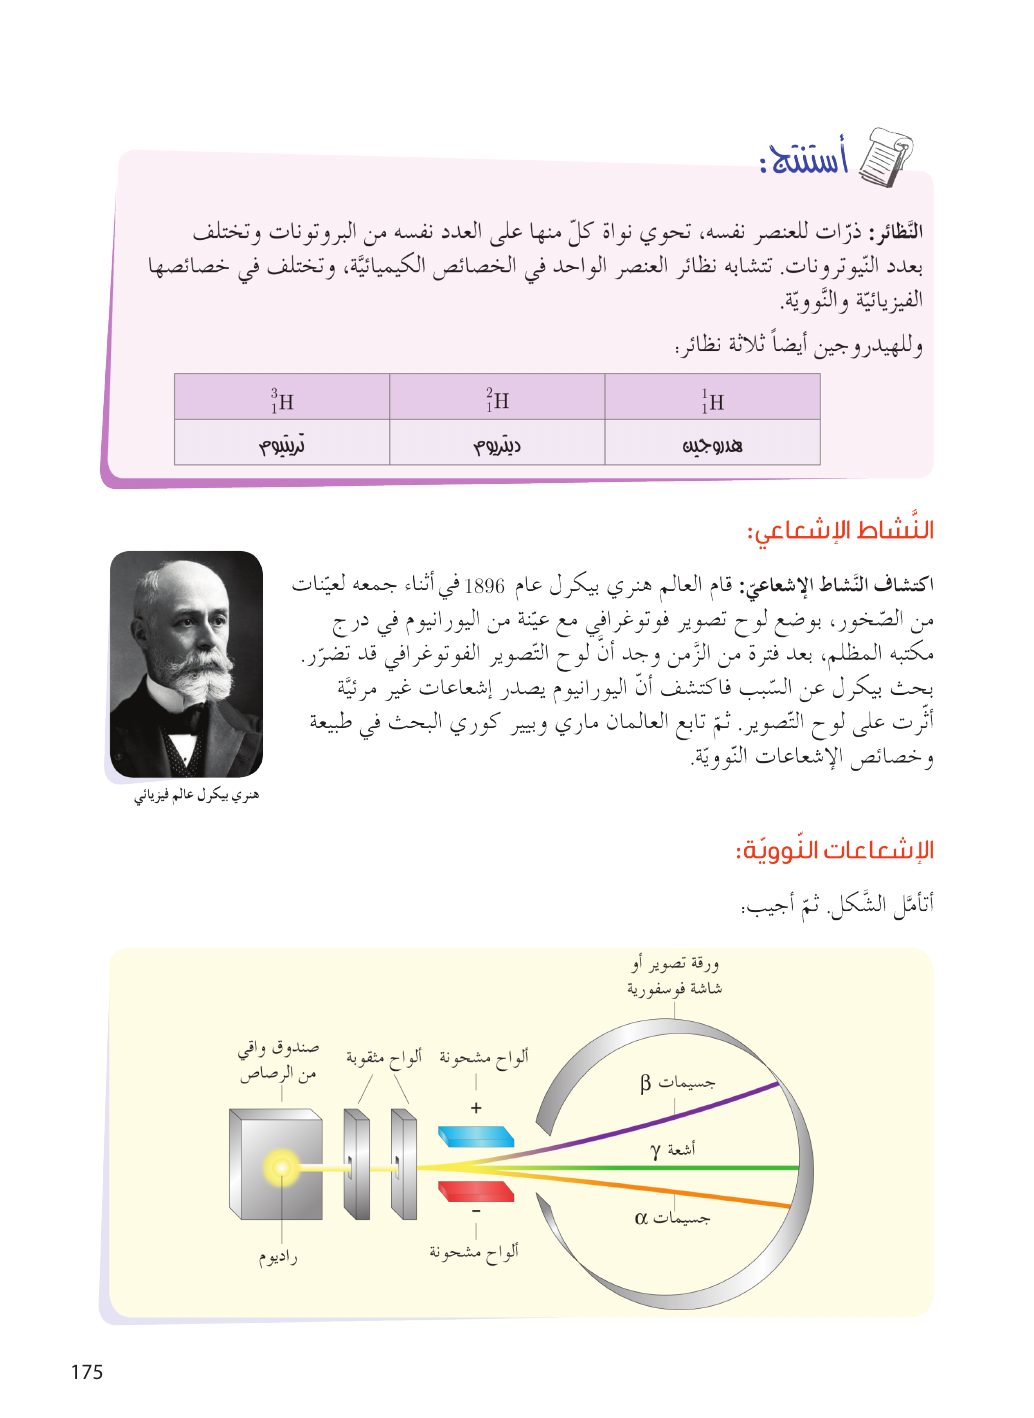 أستنتج:
النَّظائر: ذرّات للعنصر نفسه، تحوي نواة كلّ منها على العدد نفسه من البروتونات وتختلف
بعدد النّيوترونات. تتشابه نظائر العنصر الواحد في الخصائص الكيميائيَّة، وتختلف في خصائصها
الفيزيائيّة والنَّوويّة.
وللهيدروجين أيضاً ثلاثة نظائر:
¹₁H ²₁H ³₁H
هدروجين ديتريوم تريتيوم
النَّشاط الإشعاعي:
اكتشاف النَّشاط الإشعاعيّ: قام العالم هنري بيكرل عام 1896 في أثناء جمعه لعيّنات
من الصّخور، بوضع لوح تصوير فوتوغرافي مع عيّنة من اليورانيوم في درج
مكتبه المظلم، بعد فترة من الزَّمن وجد أنَّ لوح التّصوير الفوتوغرافي قد تضرّر.
بحث بيكرل عن السّبب فاكتشف أنّ اليورانيوم يصدر إشعاعات غير مرئيَّة
أثّرت على لوح التّصوير. ثمّ تابع العالمان ماري وبيير كوري البحث في طبيعة
وخصائص الإشعاعات النّوويّة.
هنري بيكرل عالم فيزيائي
الإشعاعات النّوويّة:
أتأمَّل الشَّكل. ثمّ أجيب:
ورقة تصوير أو
شاشة فوسفورية
صندوق واقي
من الرصاص
ألواح مثقوبة
ألواح مشحونة
+
جسيمات β
أشعة γ
جسيمات α
−
ألواح مشحونة
راديوم
175